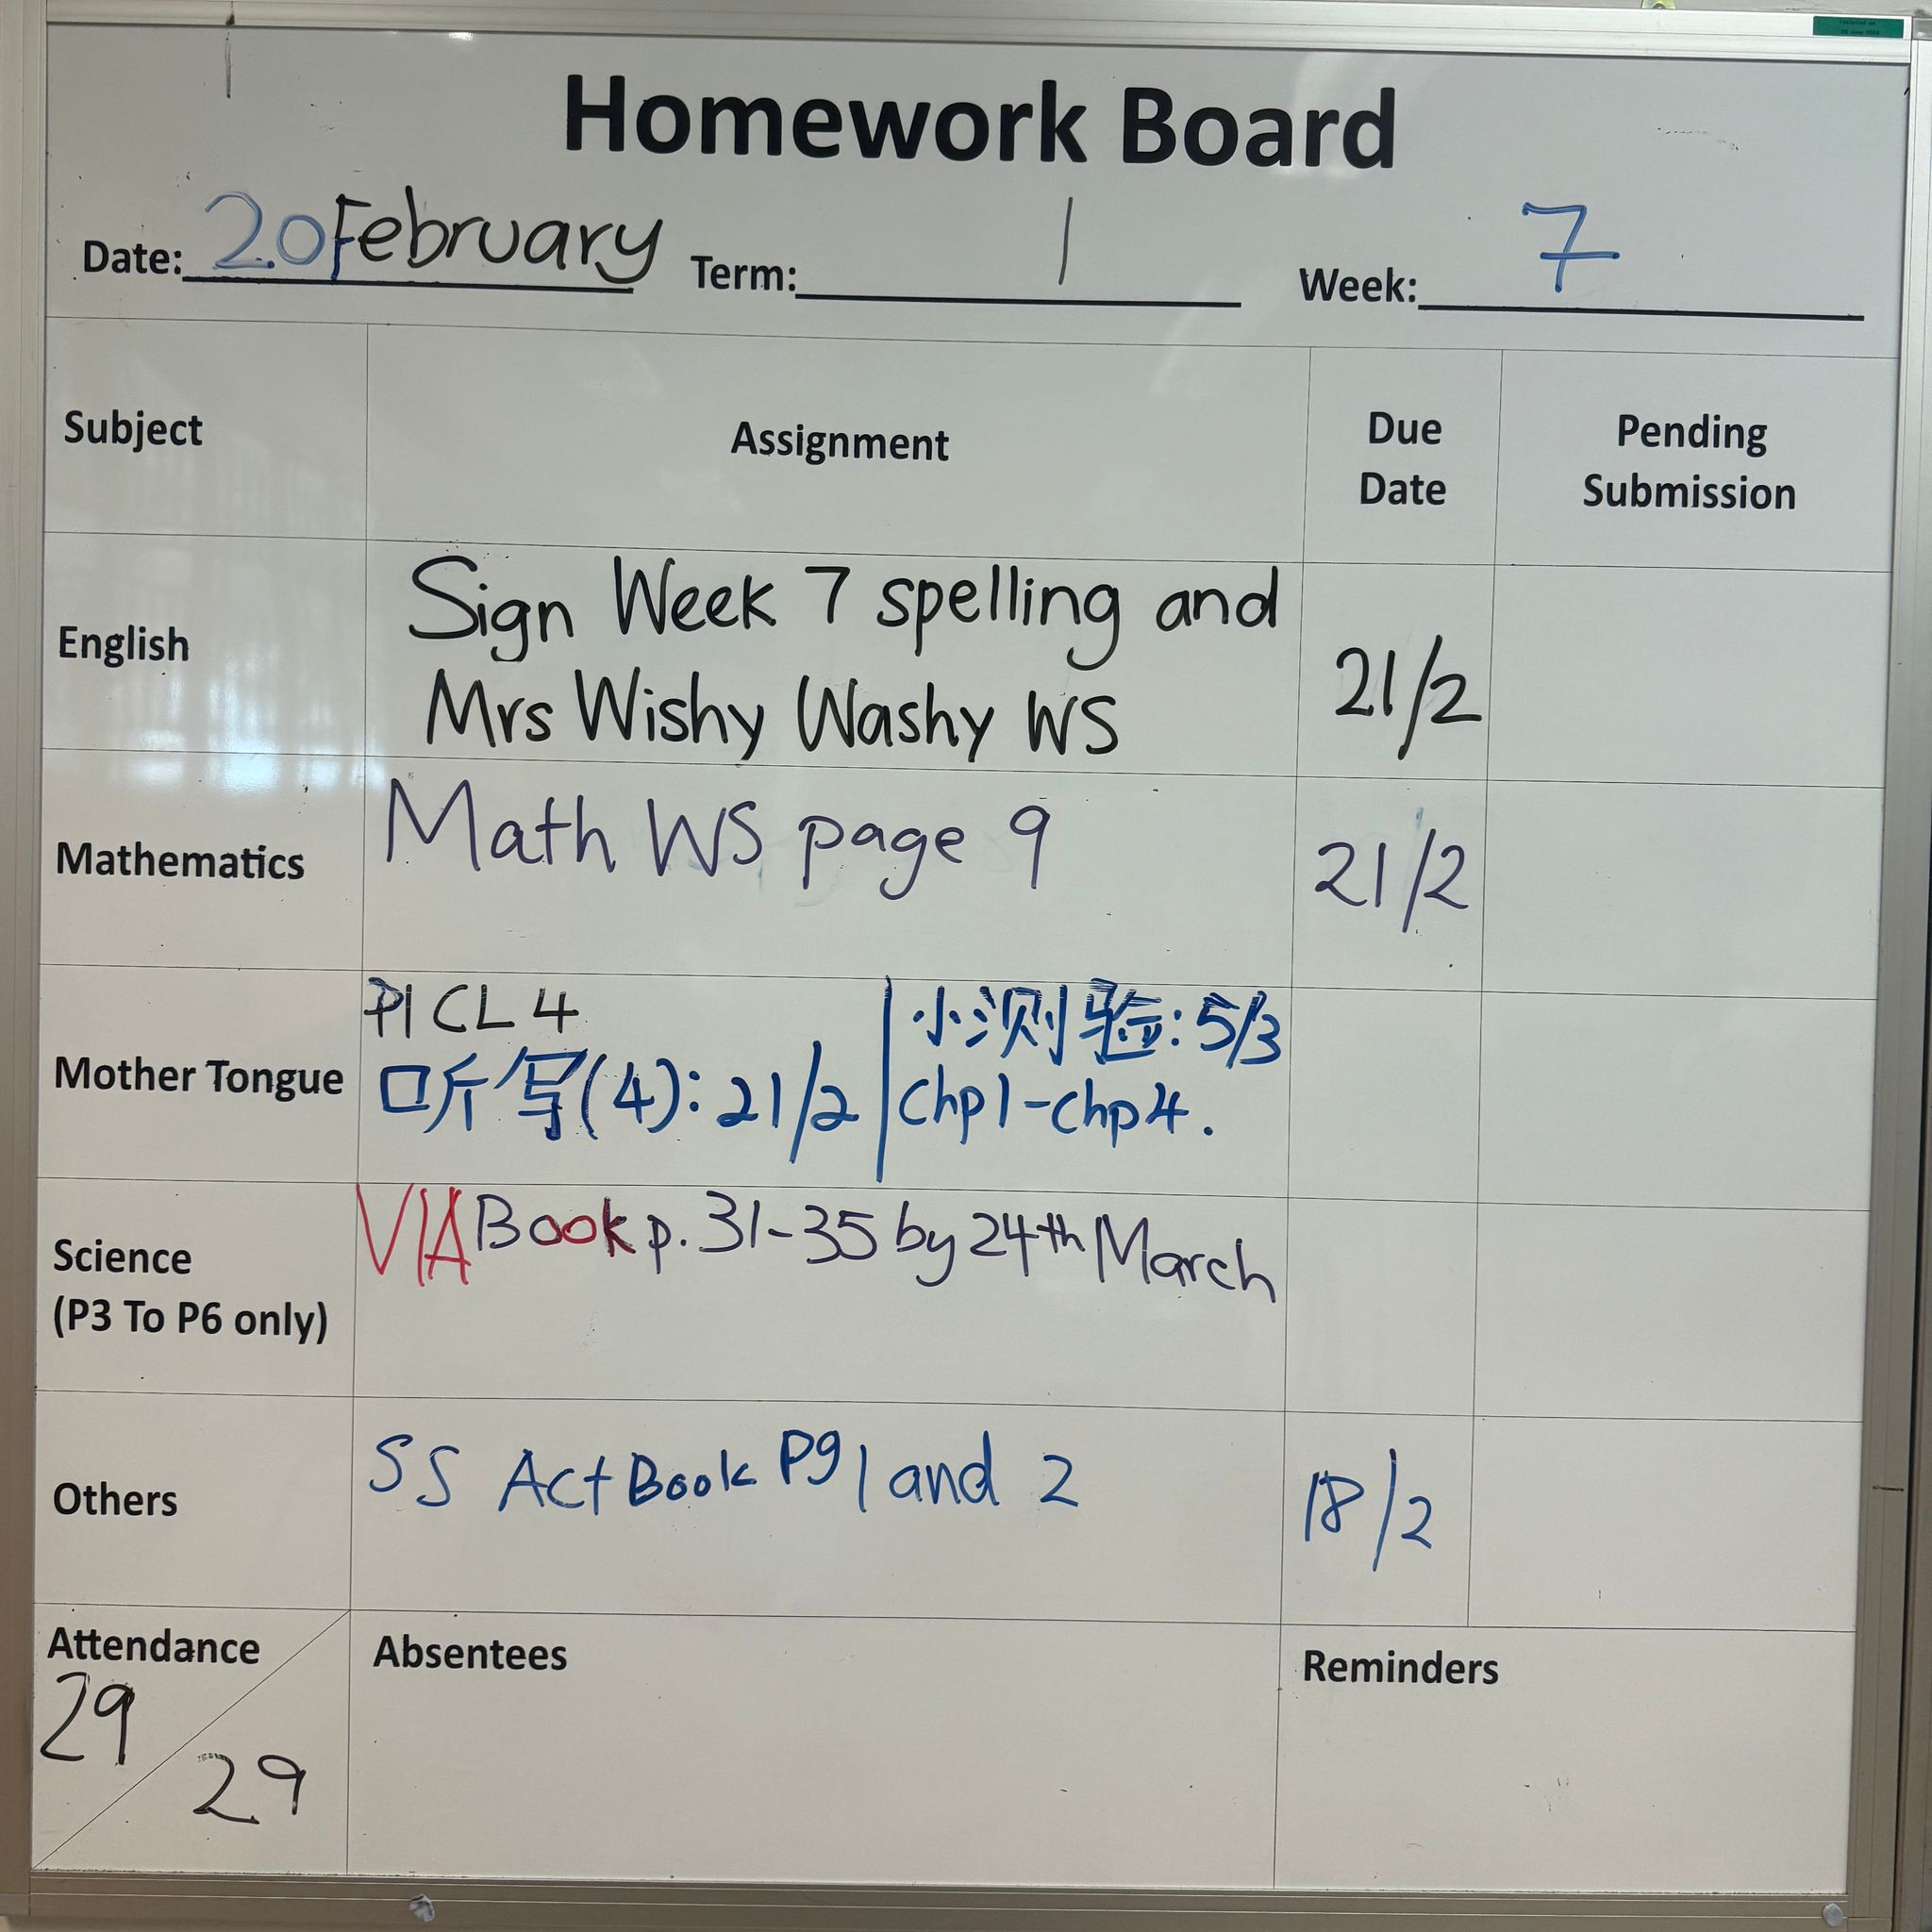 Homework Board
Date: 20 February Term: 1 Week: 7
Subject Assignment Due Date Pending Submission
English Sign Week 7 spelling and
Mrs Wishy Washy WS 21/2
Mathematics Math WS page 9 21/2
Mother Tongue
P1 CL 4
听写(4): 21/2
小测验: 5/3
Chp1-Chp4.
Science
(P3 To P6 only)
VIA Book p. 31-35 by 24th March
Others SS Act Book Pg 1 and 2 18/2
Attendance Absentees Reminders
29
29